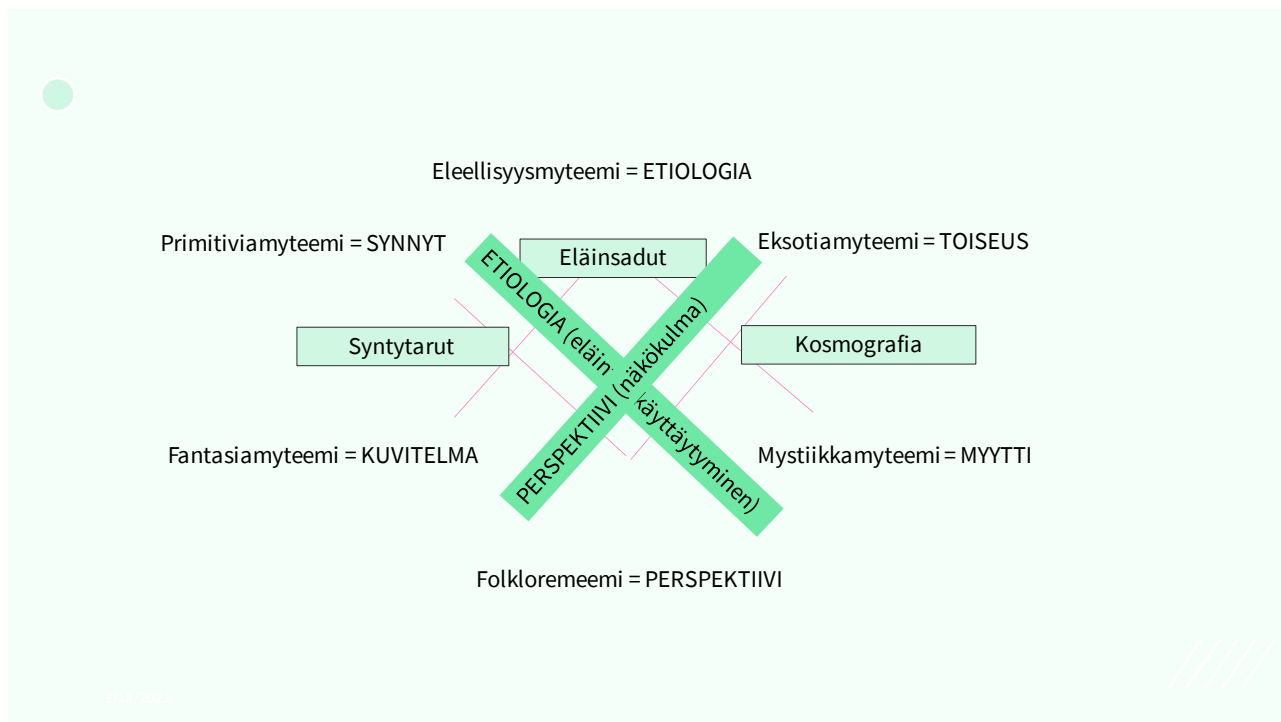 Eleellisyysmyteemi = ETIOLOGIA
Primitiviamyteemi = SYNNYT
Eksotiamyteemi = TOISEUS
Eläinsadut
ETIOLOGIA (eläin käyttäytyminen)
PERSPEKTIIVI (näkökulma)
Syntytarut
Kosmografia
Fantasiamyteemi = KUVITELMA
Mystiikkamyteemi = MYYTTI
Folkloremeemi = PERSPEKTIIVI